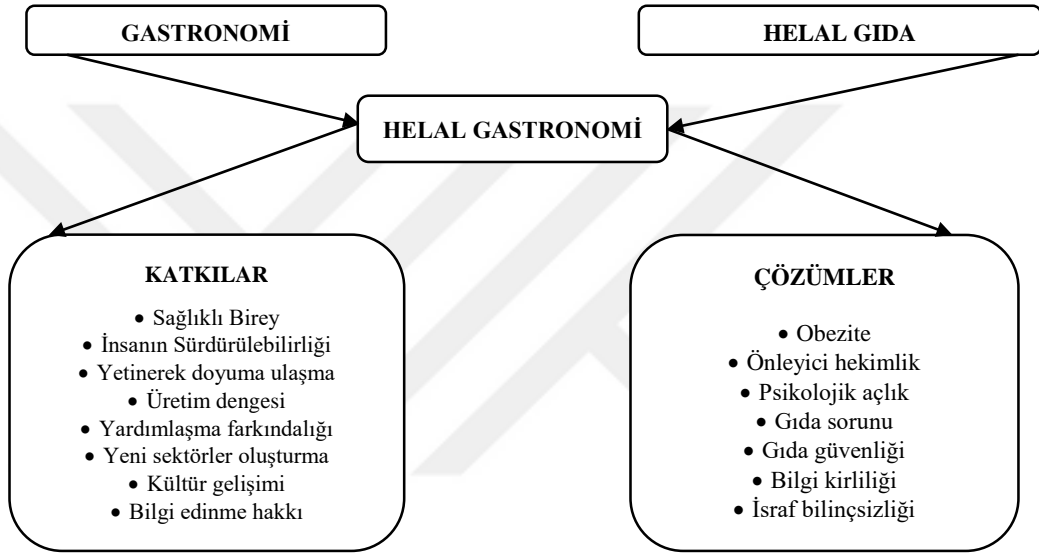 GASTRONOMİ
HELAL GIDA
HELAL GASTRONOMİ
KATKILAR
• Sağlıklı Birey
• İnsanın Sürdürülebilirliği
• Yetinerek doyuma ulaşma
• Üretim dengesi
• Yardımlaşma farkındalığı
• Yeni sektörler oluşturma
• Kültür gelişimi
• Bilgi edinme hakkı
ÇÖZÜMLER
• Obezite
• Önleyici hekimlik
• Psikolojik açlık
• Gıda sorunu
• Gıda güvenliği
• Bilgi kirliliği
• İsraf bilinçsizliği